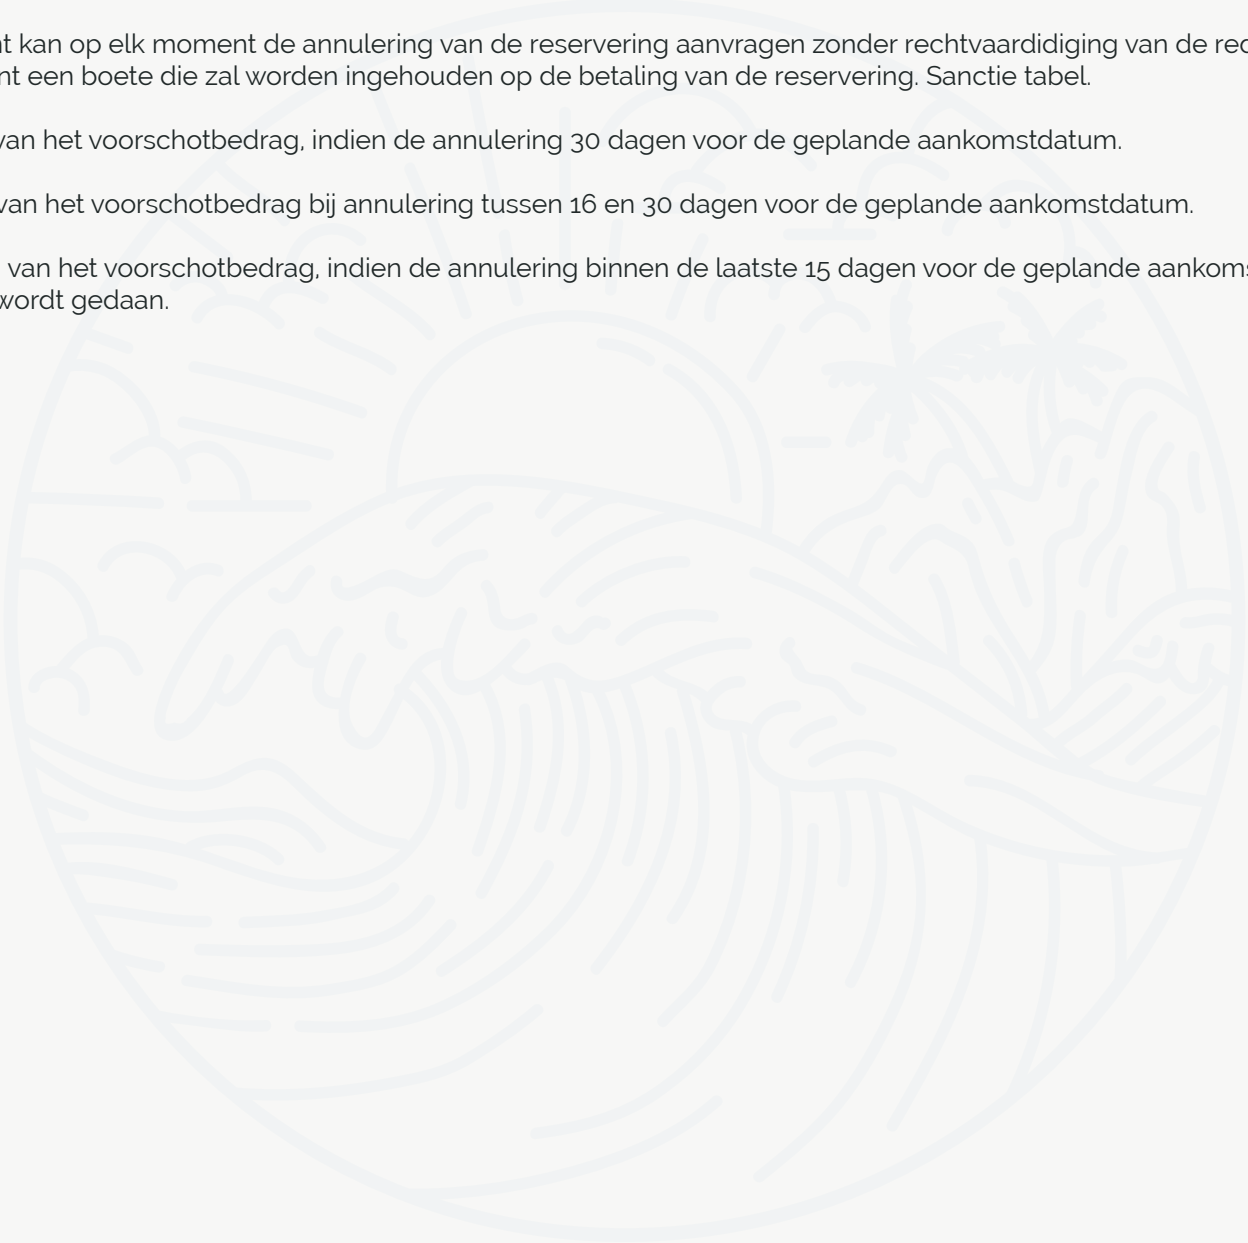 kan op elk moment de annulering van de reservering aanvragen zonder rechtvaardidiging van de
een boete die zal worden ingehouden op de betaling van de reservering. Sanctie tabel.
van het voorschotbedrag, indien de annulering 30 dagen voor de geplande aankomstdatum.
van het voorschotbedrag bij annulering tussen 16 en 30 dagen voor de geplande aankomstdatum.
van het voorschotbedrag, indien de annulering binnen de laatste 15 dagen voor de geplande
wordt gedaan.